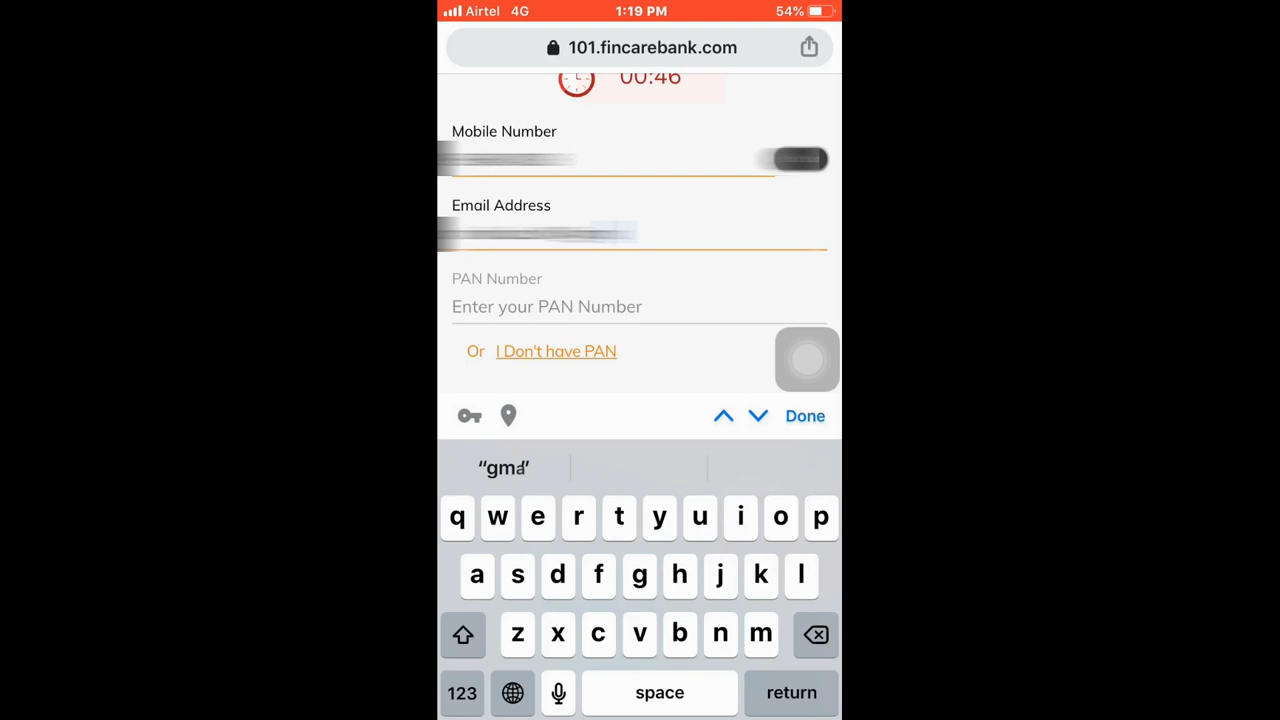 Airtel 4G 1:19 PM 54%
101.fincarebank.com
00:46
Mobile Number
Email Address
PAN Number
Enter your PAN Number
Or I Don't have PAN
Done
“gma”
q w e r t y u i o p
a s d f g h j k l
z x c v b n m
123 space return